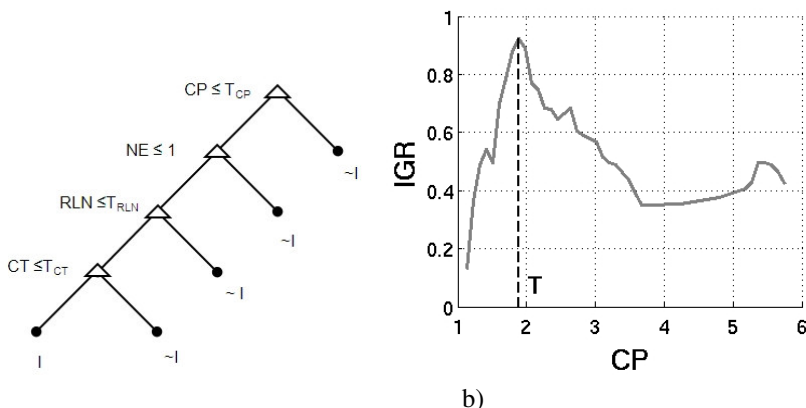 CP ≤ T_CP
~I
NE ≤ 1
~I
RLN ≤T_RLN
~ I
CT ≤T_CT
I
~I
1
0.8
0.6
0.4
0.2
0
IGR
T
1 2 3 4 5 6
CP
b)